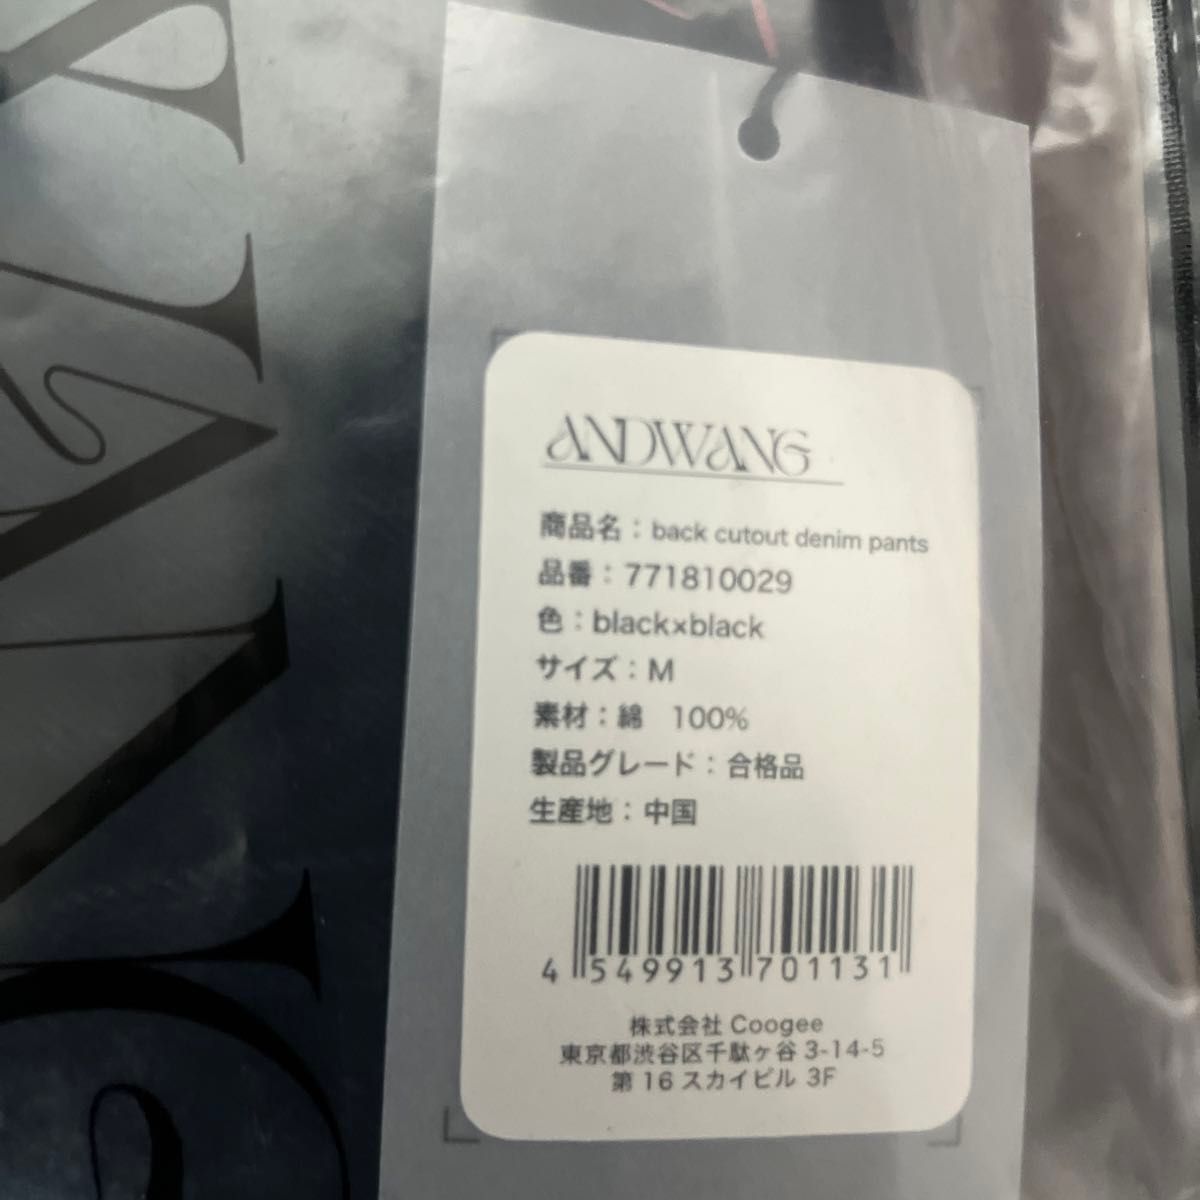 ANDWANG
商品名：back cutout denim pants
品番：771810029
色：black×black
サイズ：M
素材：綿　100%
製品グレード：合格品
生産地：中国
4 549913 701131
株式会社 Coogee
東京都渋谷区千駄ヶ谷 3-14-5
第 16 スカイビル 3F